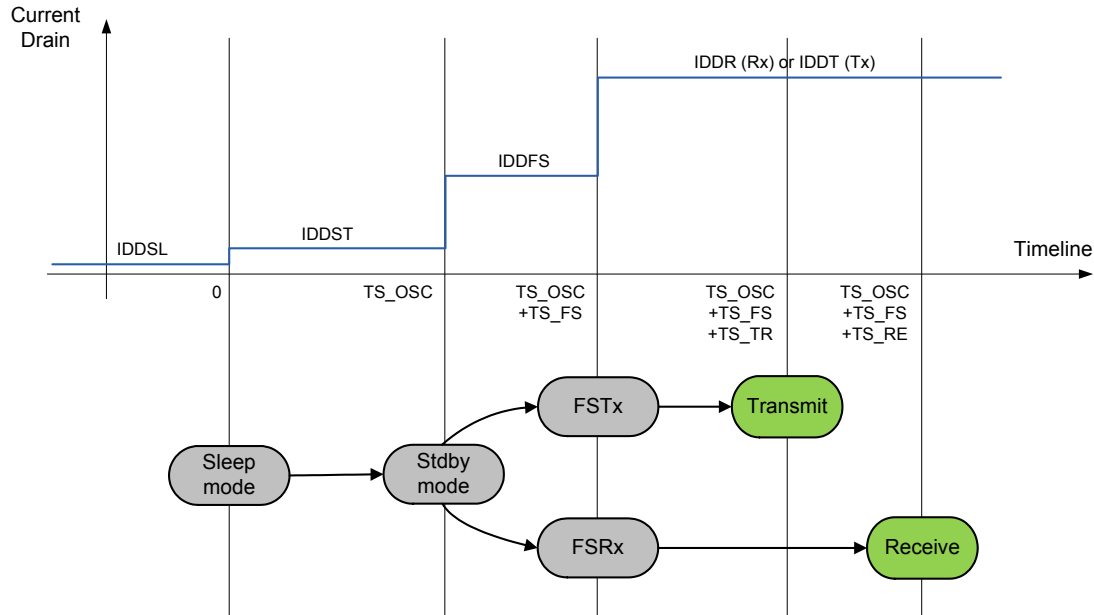 Current
Drain
IDDR (Rx) or IDDT (Tx)
IDDFS
IDDST
IDDSL
Timeline
0
TS_OSC
TS_OSC
+TS_FS
TS_OSC
+TS_FS
+TS_TR
TS_OSC
+TS_FS
+TS_RE
FSTx
Transmit
Sleep
mode
Stdby
mode
FSRx
Receive